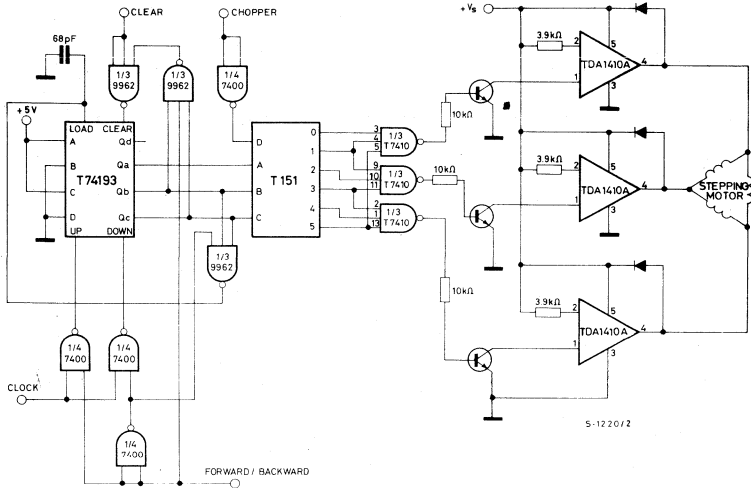 CLEAR
CHOPPER
+Vs
68pF
3.9kΩ
2
5
4
TDA1410A
1
3
1/3
9962
1/3
9962
1/4
7400
+5V
10kΩ
LOAD
CLEAR
A
Qd
B
Qa
T74193
C
Qb
D
Qc
UP
DOWN
D
A
T151
B
C
0
1
2
3
4
5
3
4
5
1/3
T7410
9
10
11
1/3
T7410
10kΩ
2
1
13
1/3
T7410
3.9kΩ
2
5
4
TDA1410A
1
3
STEPPING
MOTOR
1/3
9962
10kΩ
3.9kΩ
2
5
4
TDA1410A
1
3
1/4
7400
1/4
7400
CLOCK
1/4
7400
FORWARD/BACKWARD
S-1220/2